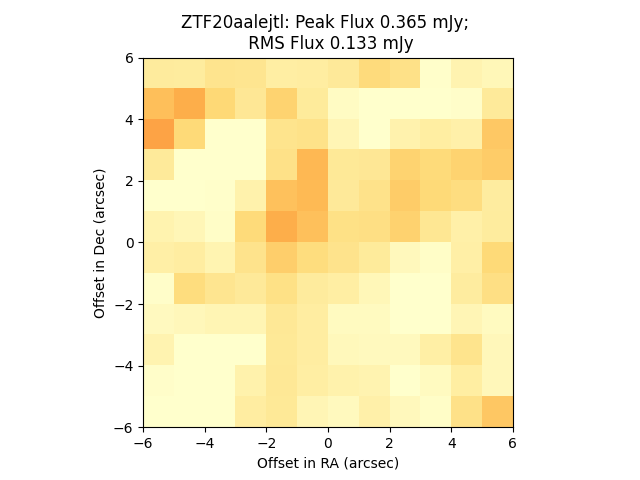 ZTF20aalejtl: Peak Flux 0.365 mJy;
RMS Flux 0.133 mJy
6
4
2
0
−2
−4
−6
Offset in Dec (arcsec)
−6 −4 −2 0 2 4 6
Offset in RA (arcsec)